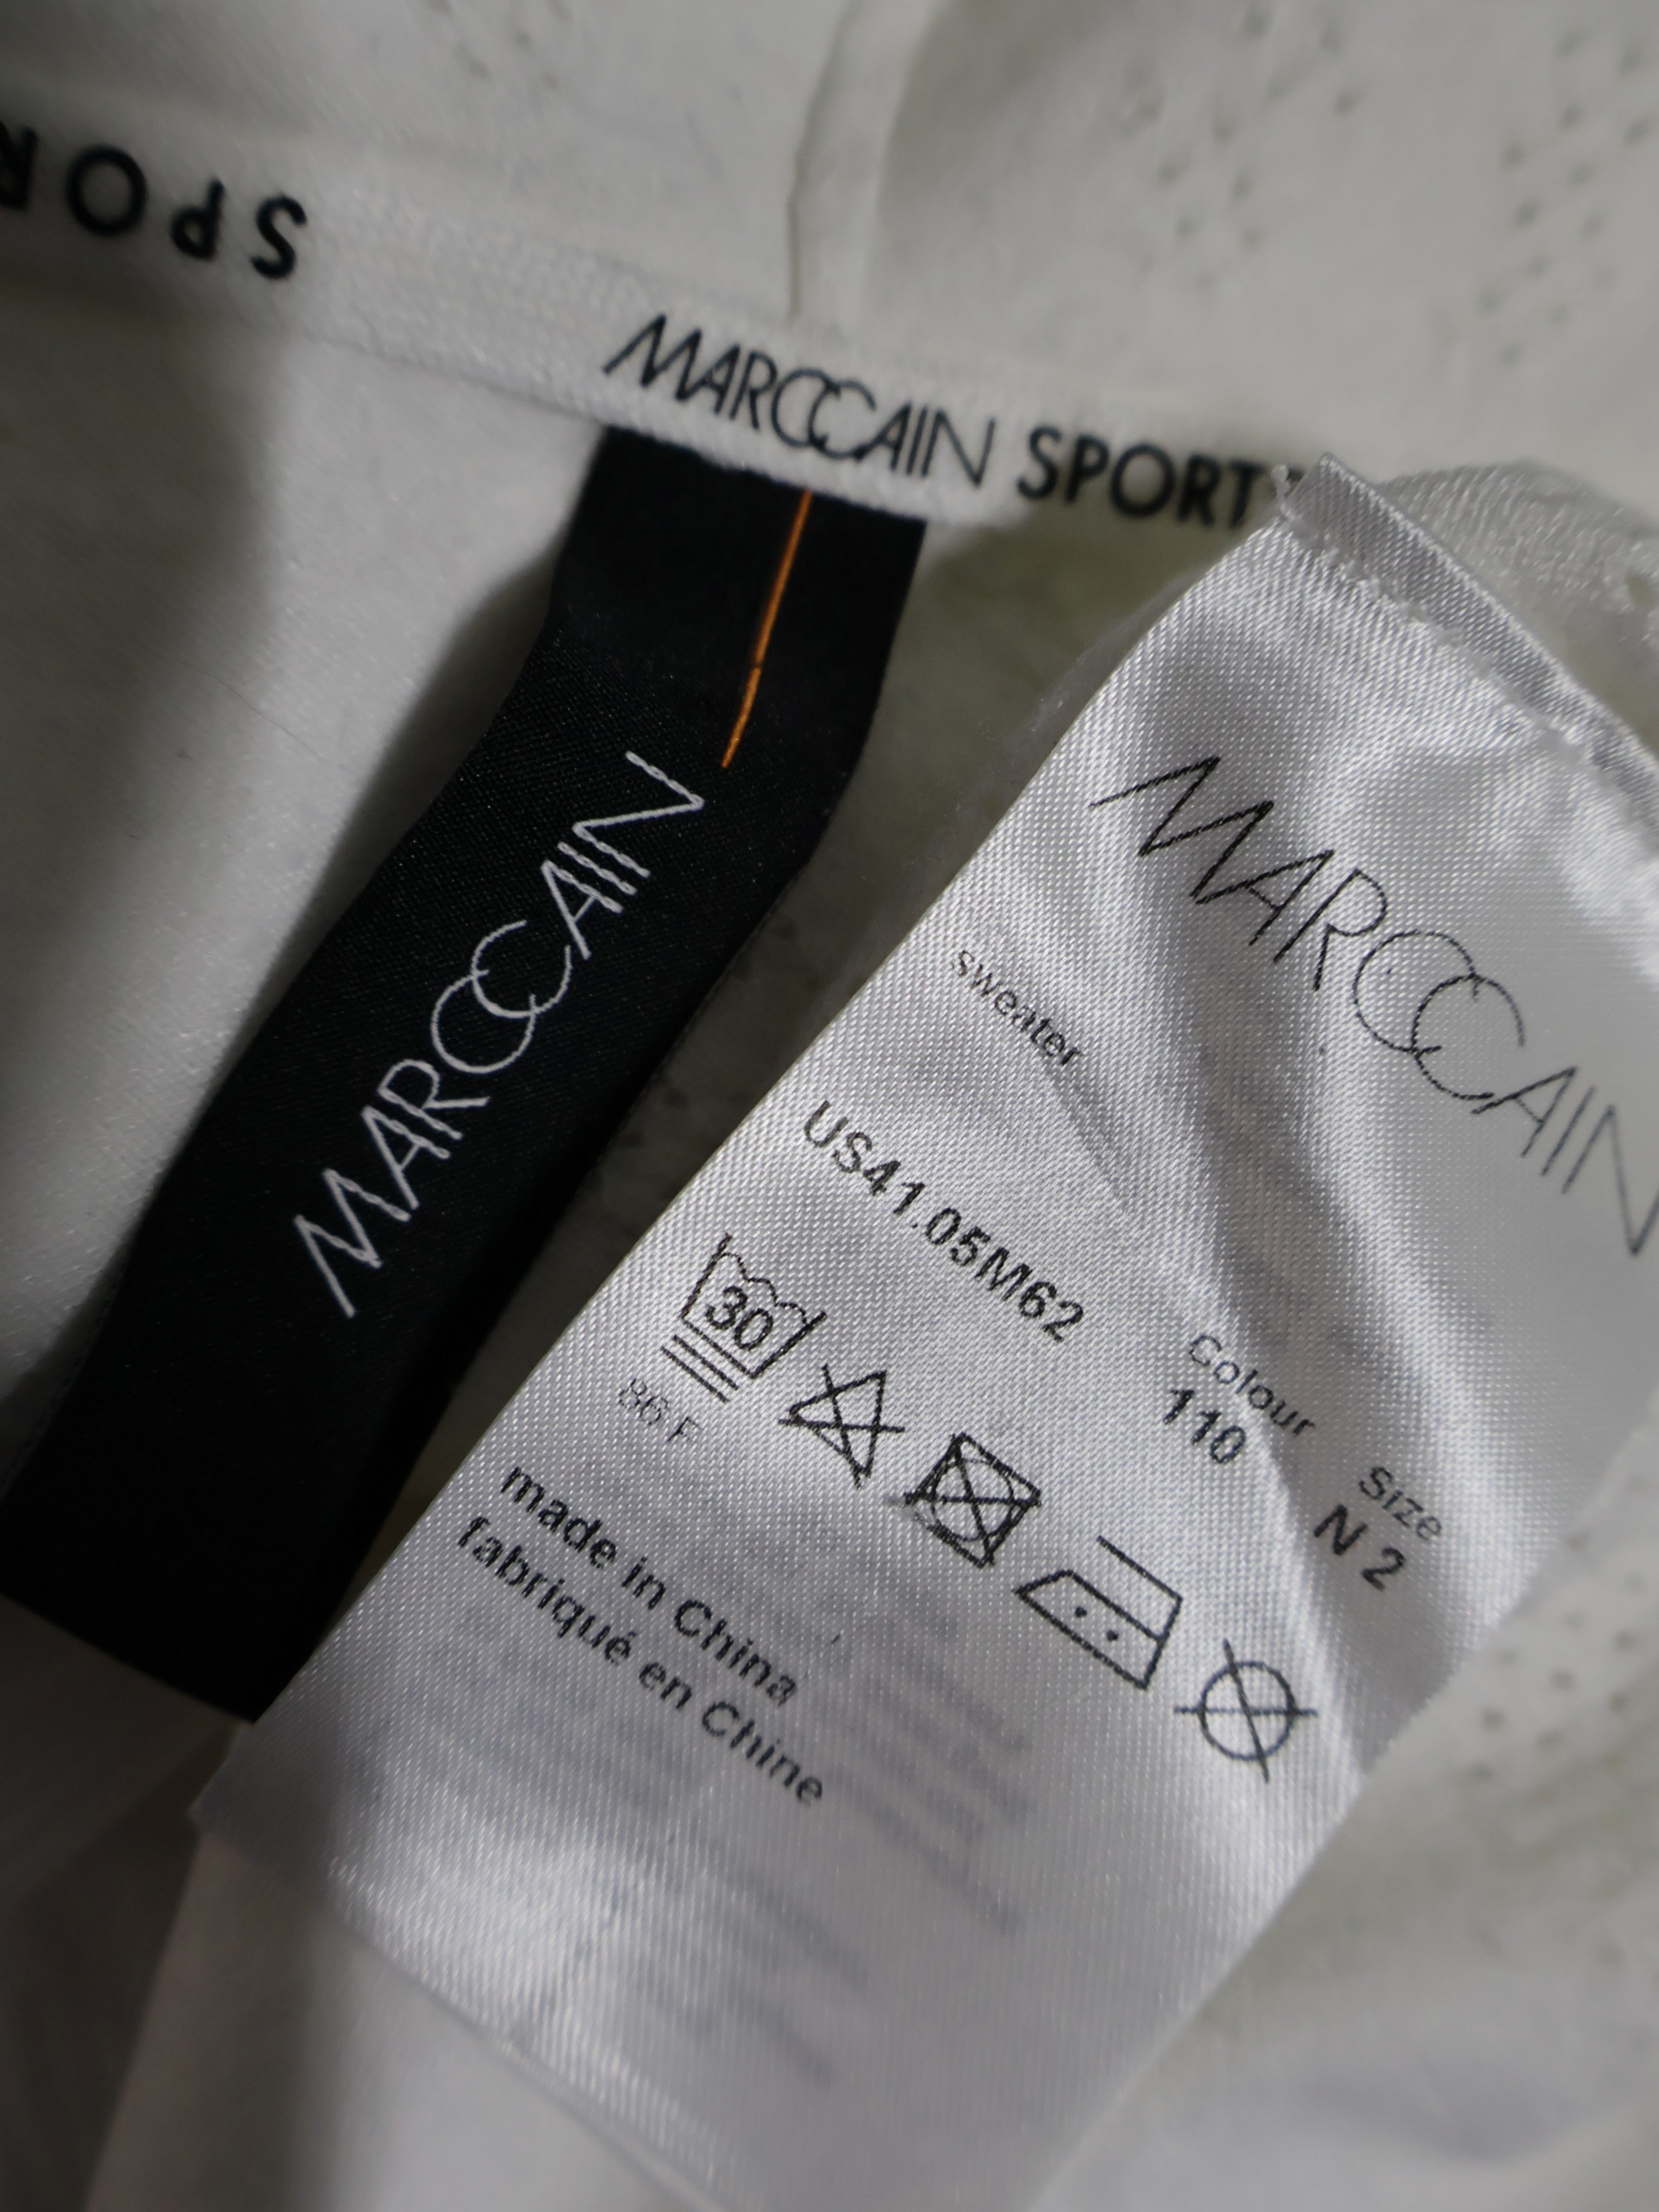 SPOR
MARCCAIN SPORT
MARCCAIN
MARCCAIN
sweater
US41.05M62
Colour
110
Size
N 2
30
86 F
made in China
fabriqué en Chine